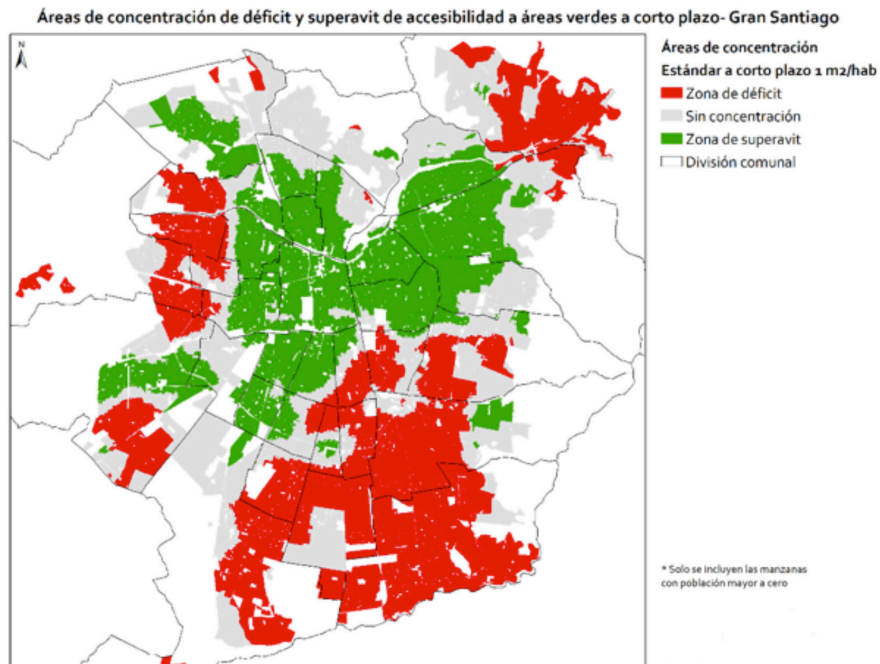 Áreas de concentración de déficit y superavit de accesibilidad a áreas verdes a corto plazo- Gran Santiago
N
Áreas de concentración
Estándar a corto plazo 1 m2/hab
Zona de déficit
Sin concentración
Zona de superavit
División comunal
* Solo se incluyen las manzanas
con población mayor a cero